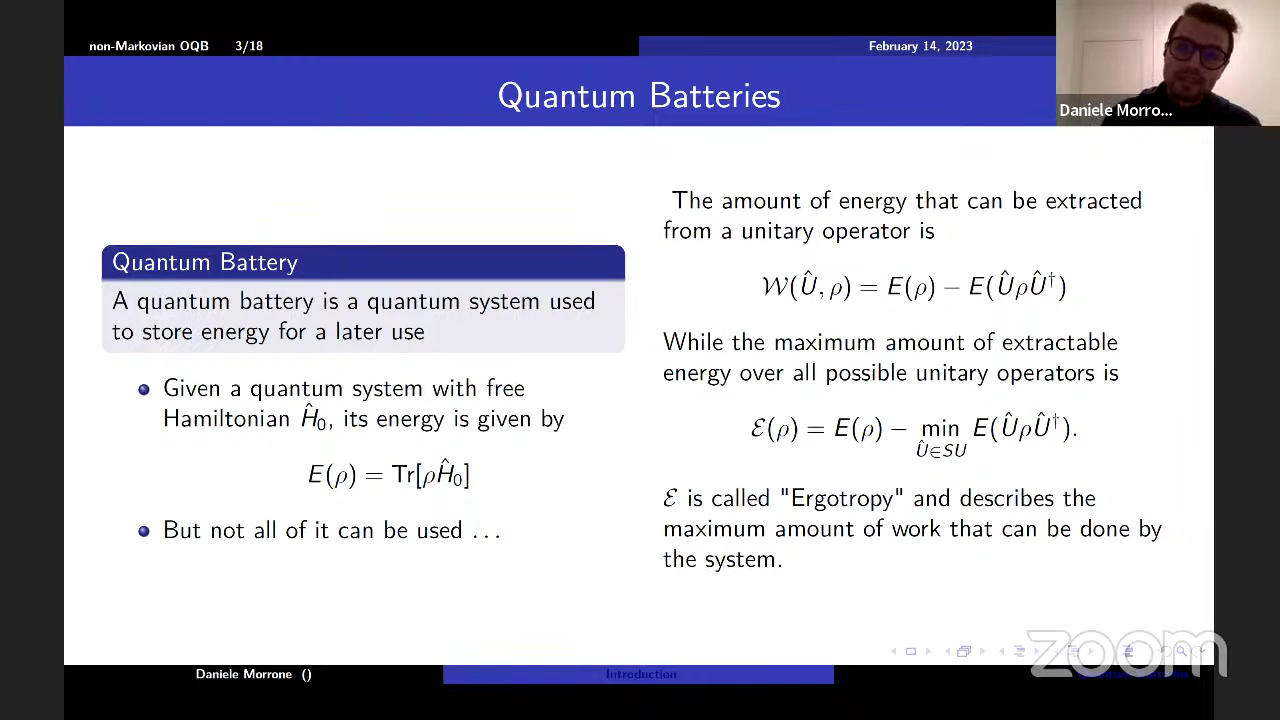 non-Markovian OQB 3/18
February 14, 2023
Quantum Batteries
Daniele Morro...
Quantum Battery
A quantum battery is a quantum system used
to store energy for a later use
Given a quantum system with free
Hamiltonian Ĥ₀, its energy is given by
E(ρ) = Tr[ρĤ₀]
But not all of it can be used ...
The amount of energy that can be extracted
from a unitary operator is
𝒲(Û, ρ) = E(ρ) − E(ÛρÛ†)
While the maximum amount of extractable
energy over all possible unitary operators is
ℰ(ρ) = E(ρ) − min E(ÛρÛ†).
Û∈SU
ℰ is called "Ergotropy" and describes the
maximum amount of work that can be done by
the system.
zoom
Daniele Morrone ()
Introduction